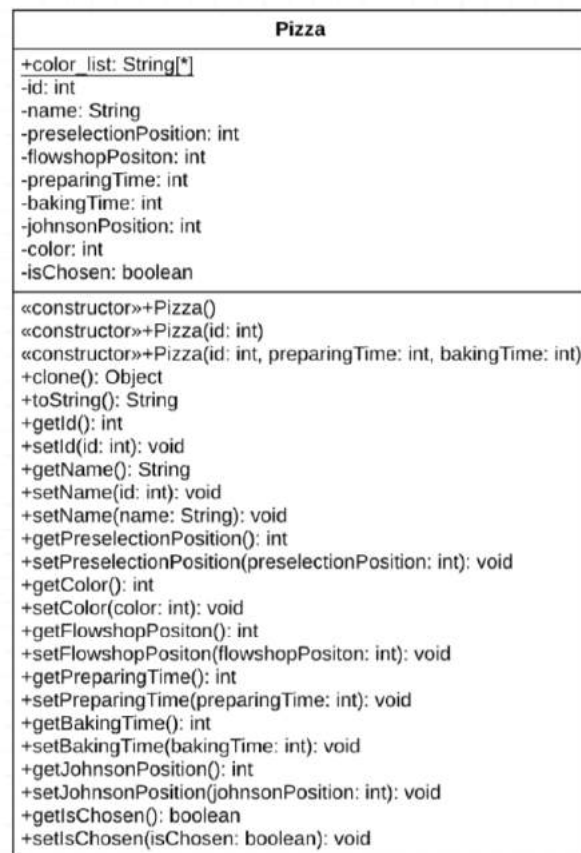 Pizza
+color_list: String[*]
-id: int
-name: String
-preselectionPosition: int
-flowshopPositon: int
-preparingTime: int
-bakingTime: int
-johnsonPosition: int
-color: int
-isChosen: boolean
«constructor»+Pizza()
«constructor»+Pizza(id: int)
«constructor»+Pizza(id: int, preparingTime: int, bakingTime: int)
+clone(): Object
+toString(): String
+getId(): int
+setId(id: int): void
+getName(): String
+setName(id: int): void
+setName(name: String): void
+getPreselectionPosition(): int
+setPreselectionPosition(preselectionPosition: int): void
+getColor(): int
+setColor(color: int): void
+getFlowshopPositon(): int
+setFlowshopPositon(flowshopPositon: int): void
+getPreparingTime(): int
+setPreparingTime(preparingTime: int): void
+getBakingTime(): int
+setBakingTime(bakingTime: int): void
+getJohnsonPosition(): int
+setJohnsonPosition(johnsonPosition: int): void
+getIsChosen(): boolean
+setIsChosen(isChosen: boolean): void